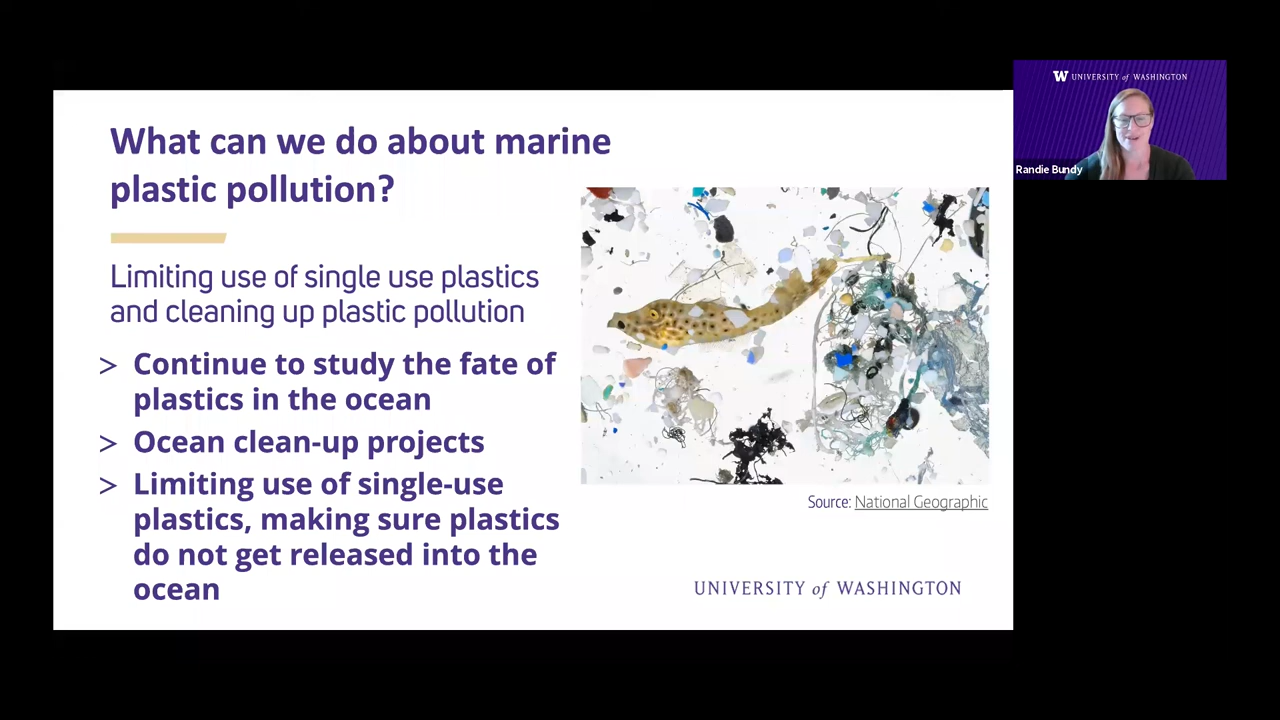 What can we do about marine
plastic pollution?
Limiting use of single use plastics
and cleaning up plastic pollution
> Continue to study the fate of
plastics in the ocean
> Ocean clean-up projects
> Limiting use of single-use
plastics, making sure plastics
do not get released into the
ocean
Source: National Geographic
UNIVERSITY of WASHINGTON
W UNIVERSITY of WASHINGTON
Randie Bundy